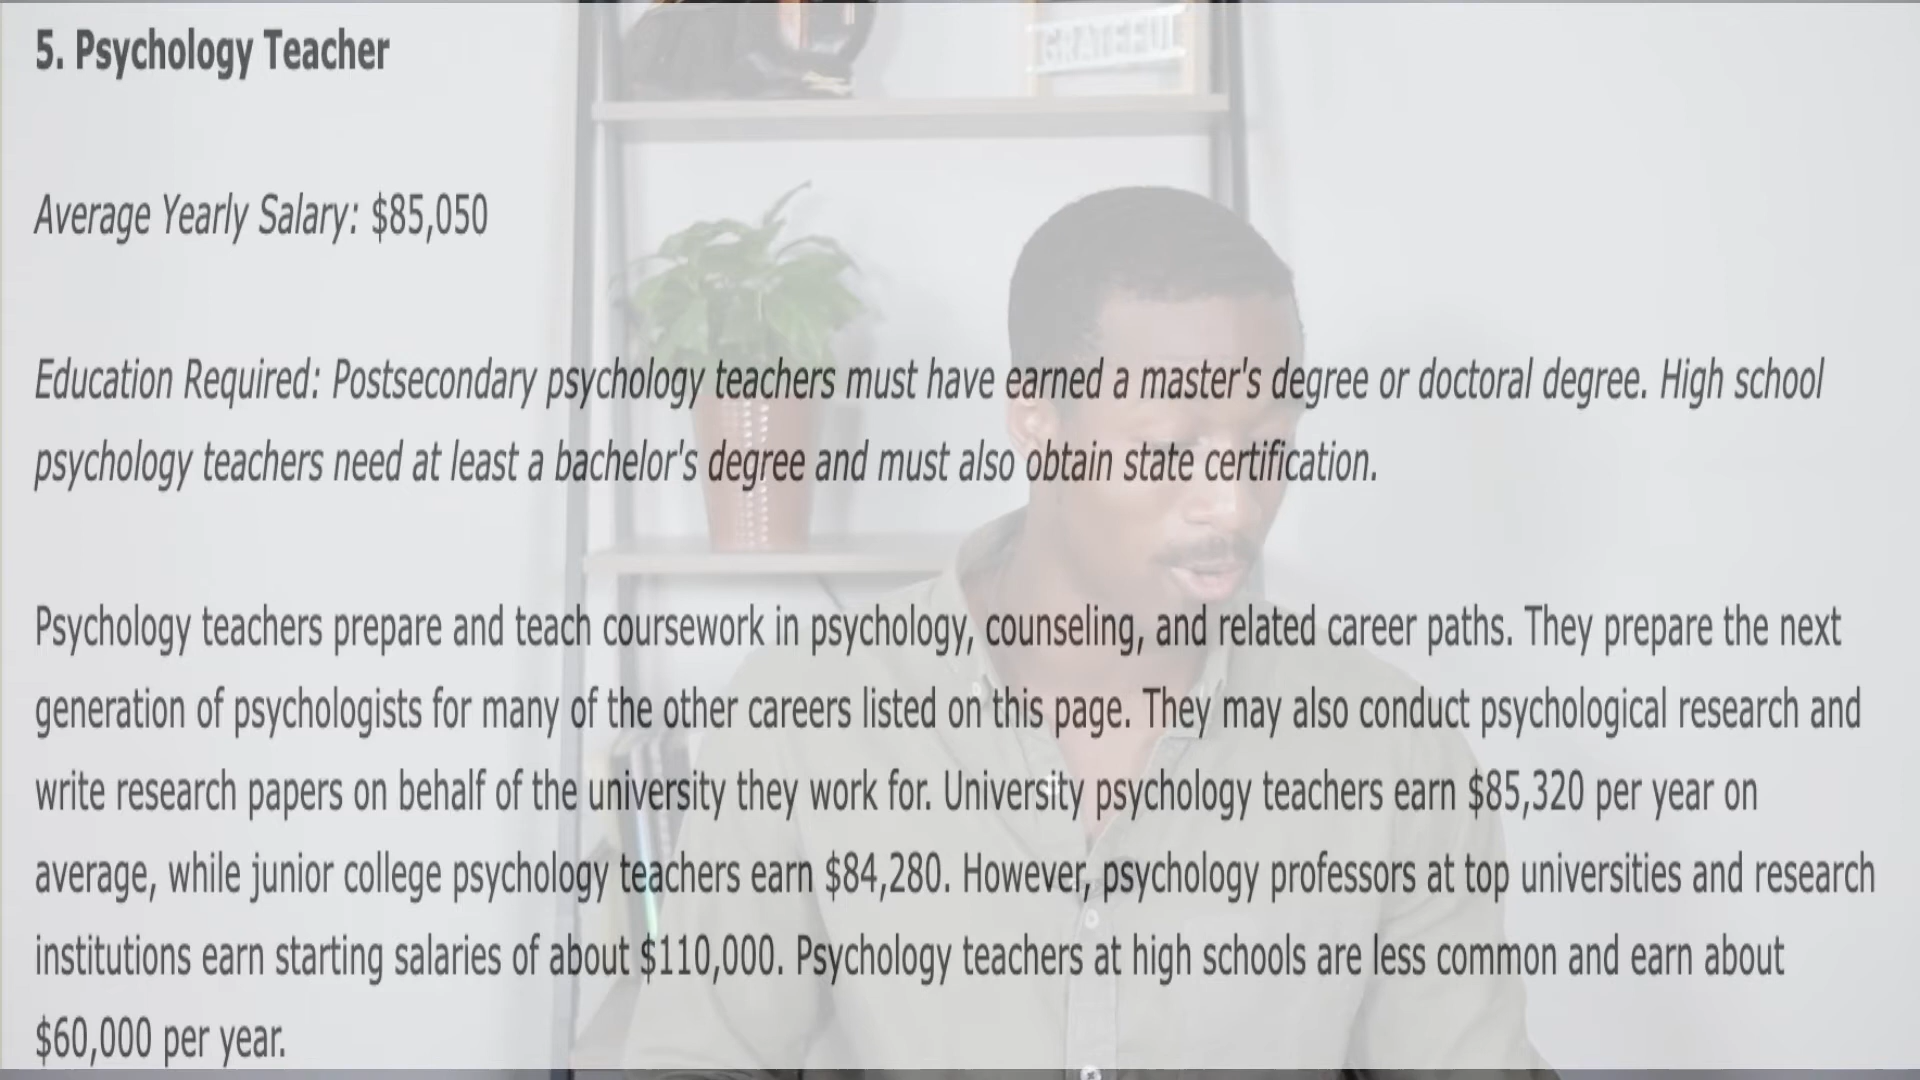 GRATEFUL
5. Psychology Teacher
Average Yearly Salary: $85,050
Education Required: Postsecondary psychology teachers must have earned a master's degree or doctoral degree. High school
psychology teachers need at least a bachelor's degree and must also obtain state certification.
Psychology teachers prepare and teach coursework in psychology, counseling, and related career paths. They prepare the next
generation of psychologists for many of the other careers listed on this page. They may also conduct psychological research and
write research papers on behalf of the university they work for. University psychology teachers earn $85,320 per year on
average, while junior college psychology teachers earn $84,280. However, psychology professors at top universities and research
institutions earn starting salaries of about $110,000. Psychology teachers at high schools are less common and earn about
$60,000 per year.